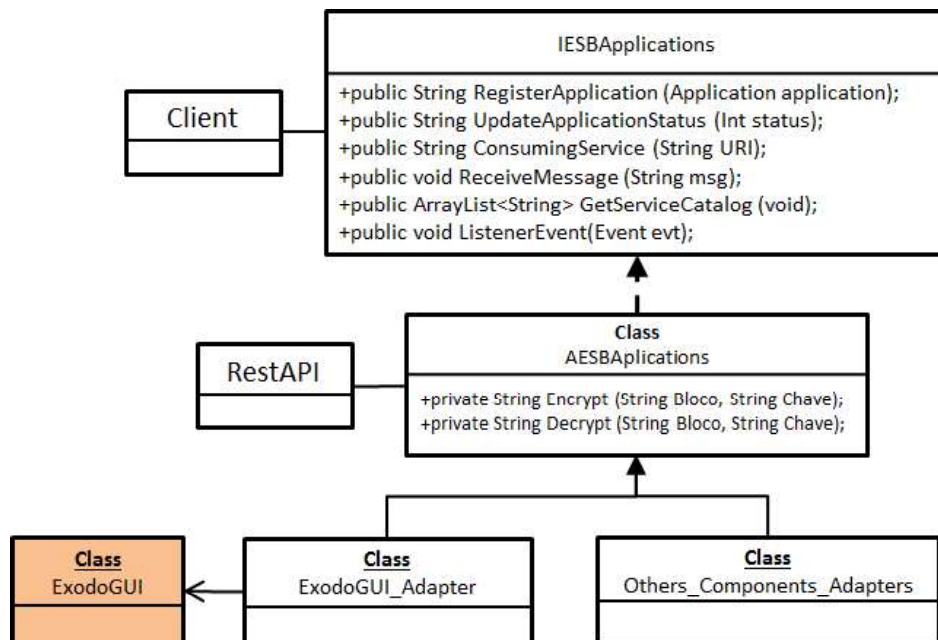 IESBApplications
+public String RegisterApplication (Application application);
+public String UpdateApplicationStatus (Int status);
+public String ConsumingService (String URI);
+public void ReceiveMessage (String msg);
+public ArrayList<String> GetServiceCatalog (void);
+public void ListenerEvent(Event evt);
Client
Class
AESBAplications
+private String Encrypt (String Bloco, String Chave);
+private String Decrypt (String Bloco, String Chave);
RestAPI
Class
ExodoGUI
Class
ExodoGUI_Adapter
Class
Others_Components_Adapters